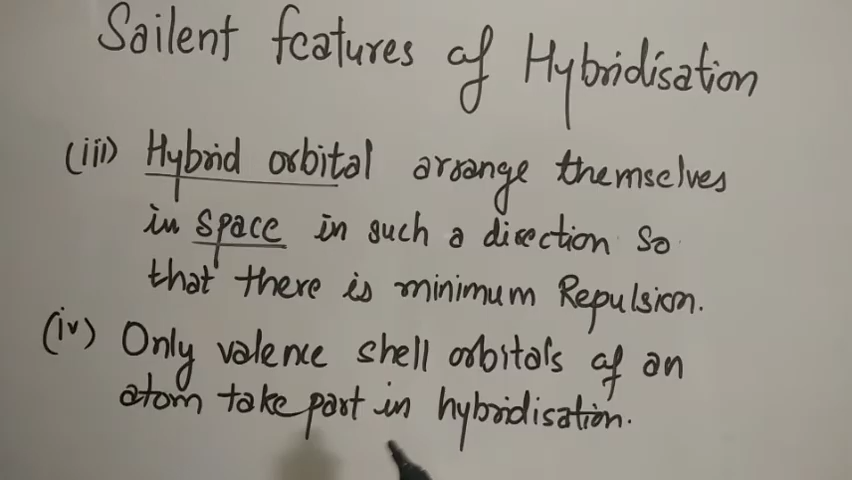 Sailent features of Hybridisation
(iii) Hybrid orbital arrange themselves
in space in such a direction so
that there is minimum Repulsion.
(iv) Only valence shell orbitals of an
atom take part in hybridisation.